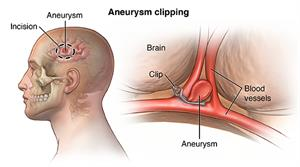 Aneurysm clipping
Aneurysm
Incision
Brain
Clip
Blood
vessels
Aneurysm